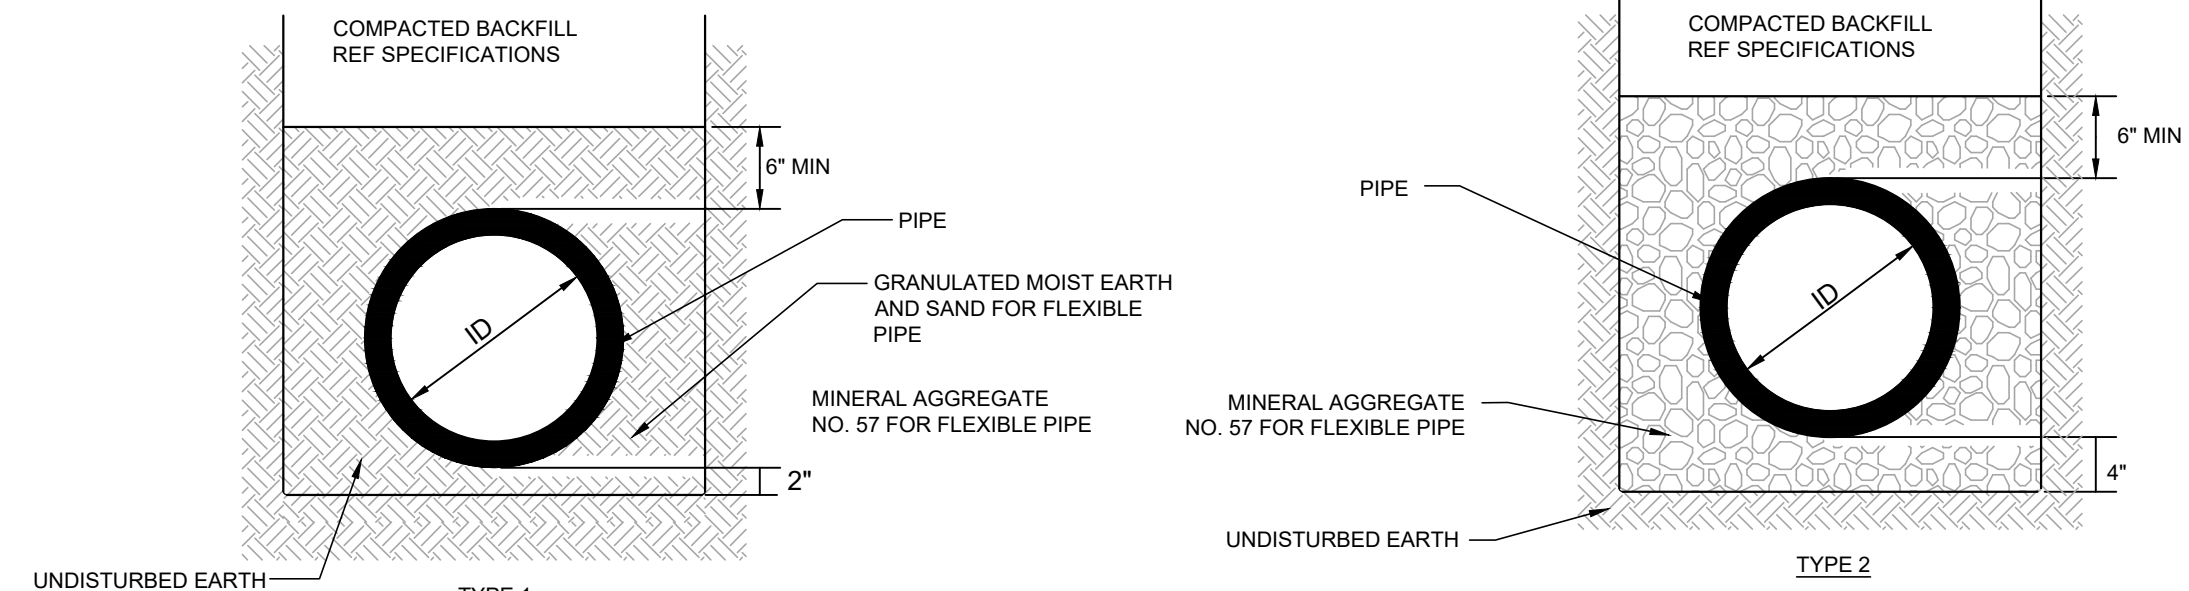 COMPACTED BACKFILL
REF SPECIFICATIONS
6" MIN
PIPE
GRANULATED MOIST EARTH
AND SAND FOR FLEXIBLE
PIPE
ID
MINERAL AGGREGATE
NO. 57 FOR FLEXIBLE PIPE
2"
UNDISTURBED EARTH
TYPE 1
COMPACTED BACKFILL
REF SPECIFICATIONS
6" MIN
PIPE
ID
MINERAL AGGREGATE
NO. 57 FOR FLEXIBLE PIPE
4"
UNDISTURBED EARTH
TYPE 2